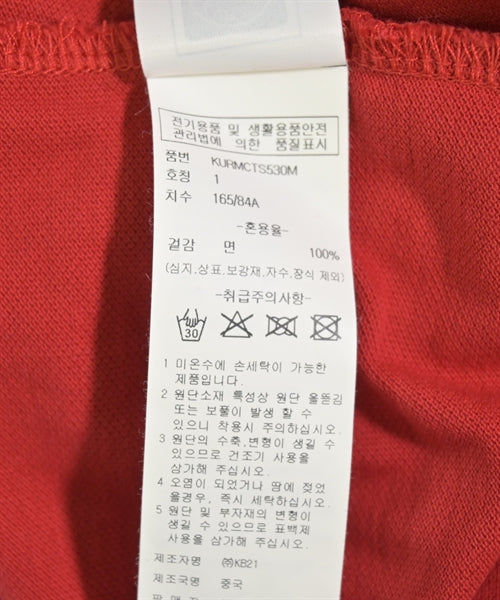 전기용품 및 생활용품안전
관리법에 의한 품질표시
품번 KURMCTS530M
호칭 1
치수 165/84A
-혼용율-
겉감 면 100%
(심지,상표,보강재,자수,장식 제외)
-취급주의사항-
30
1 미온수에 손세탁이 가능한
제품입니다.
2 원단소재 특성상 원단 올뜯김
또는 보풀이 발생 할 수
있으니 착용시 주의하십시오.
3 원단의 수축,변형이 생길 수
있으므로 건조기 사용을
삼가해 주십시오.
4 오염이 되었거나 땀에 젖었
을경우, 즉시 세탁하십시오.
5 원단 및 부자재의 변형이
생길 수 있으므로 표백제
사용을 삼가해 주십시오.
제조자명 ㈜KB21
제조국명 중국